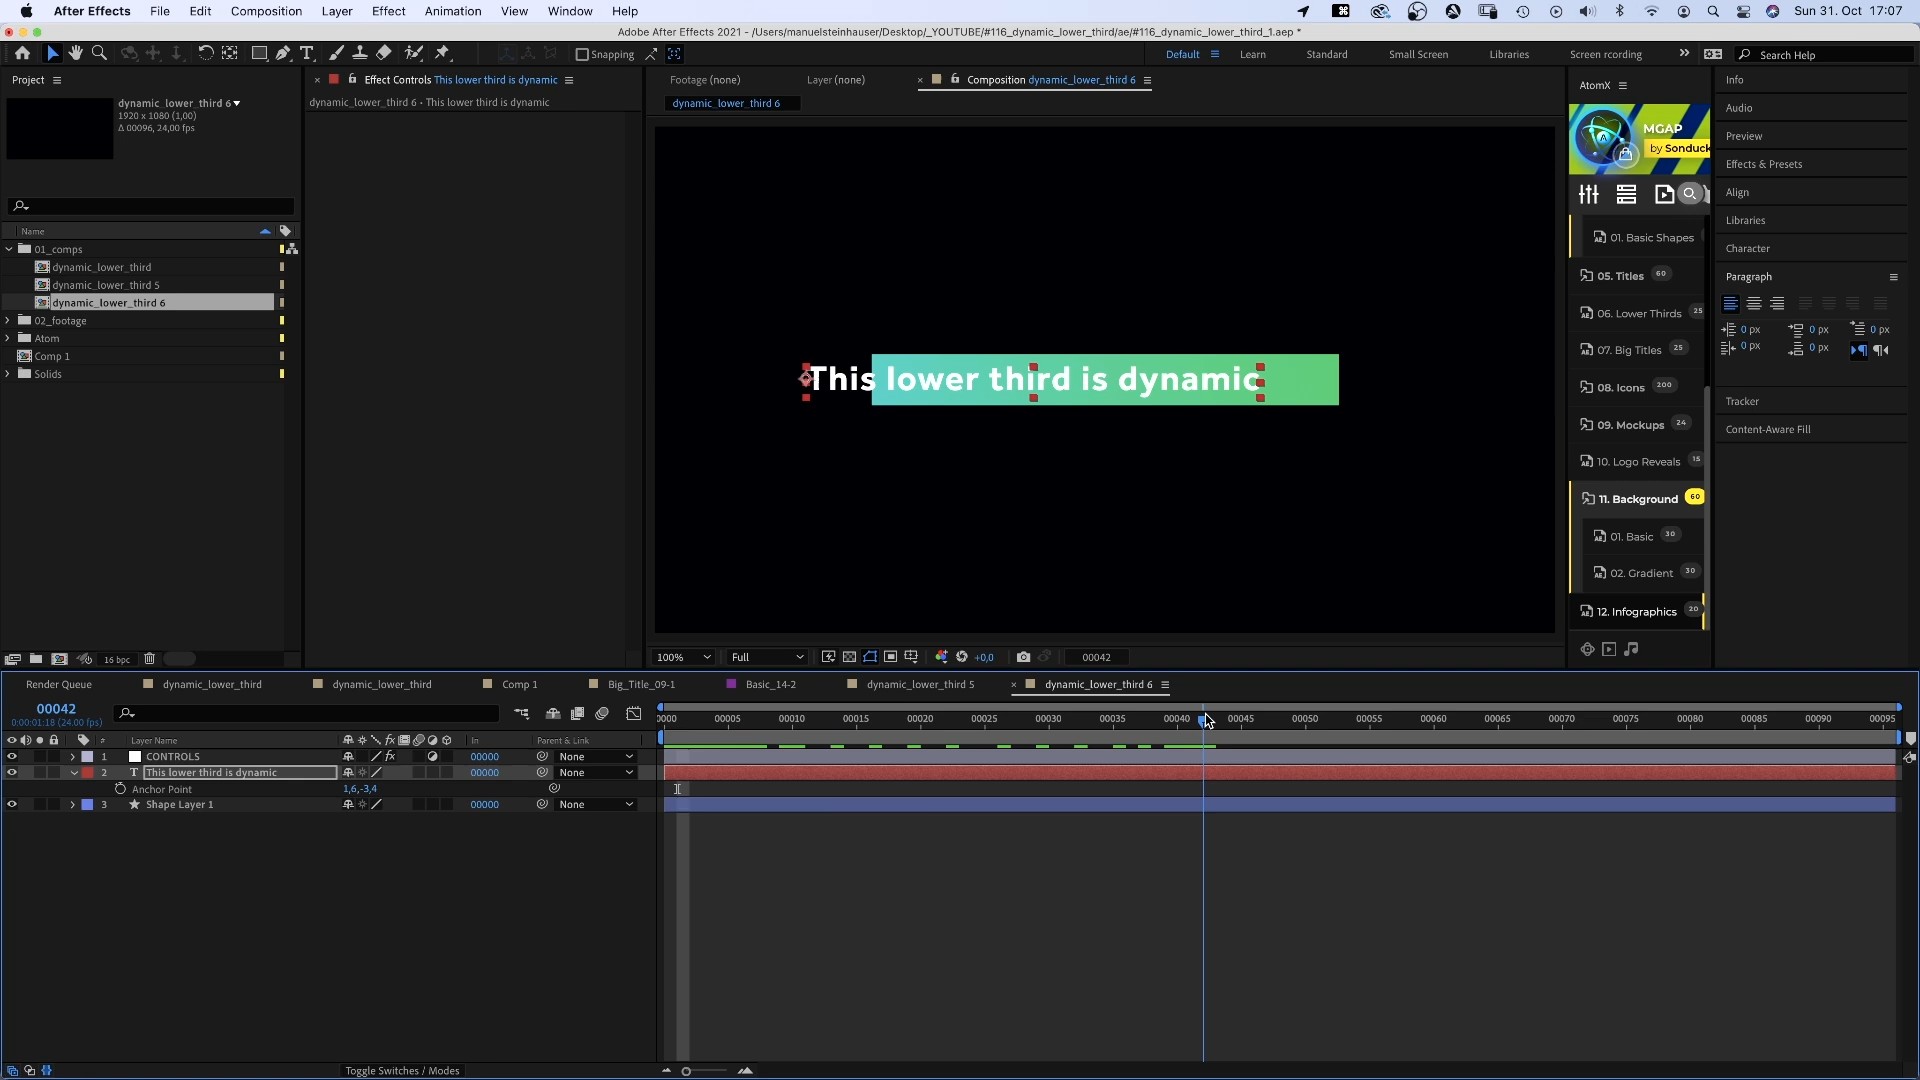 After Effects File Edit Composition Layer Effect Animation View Window Help Sun 31. Oct 17:07
Adobe After Effects 2021 - /Users/manuelsteinhauser/Desktop/_YOUTUBE/#116_dynamic_lower_third/ae/#116_dynamic_lower_third_1.aep *
Snapping Default Learn Standard Small Screen Libraries Screen recording Search Help
Project
dynamic_lower_third 6
1920 x 1080 (1,00)
Δ 00096, 24,00 fps
Name
01_comps
dynamic_lower_third
dynamic_lower_third 5
dynamic_lower_third 6
02_footage
Atom
Comp 1
Solids
16 bpc
Effect Controls This lower third is dynamic
dynamic_lower_third 6 • This lower third is dynamic
Footage (none) Layer (none) Composition dynamic_lower_third 6
dynamic_lower_third 6
This lower third is dynamic
100% Full +0,0 00042
AtomX
MGAP
by Sonduck
01. Basic Shapes
05. Titles 60
06. Lower Thirds 25
07. Big Titles 25
08. Icons 200
09. Mockups 24
10. Logo Reveals 15
11. Background 60
01. Basic 30
02. Gradient 30
12. Infographics 20
Info
Audio
Preview
Effects & Presets
Align
Libraries
Character
Paragraph
0 px 0 px 0 px
0 px 0 px
Tracker
Content-Aware Fill
Render Queue dynamic_lower_third dynamic_lower_third Comp 1 Big_Title_09-1 Basic_14-2 dynamic_lower_third 5 dynamic_lower_third 6
00042
0:00:01:18 (24.00 fps)
0000 00005 00010 00015 00020 00025 00030 00035 00040 00045 00050 00055 00060 00065 00070 00075 00080 00085 00090 00095
# Layer Name In Parent & Link
1 CONTROLS 00000 None
2 T This lower third is dynamic 00000 None
Anchor Point 1,6,-3,4
3 Shape Layer 1 00000 None
Toggle Switches / Modes